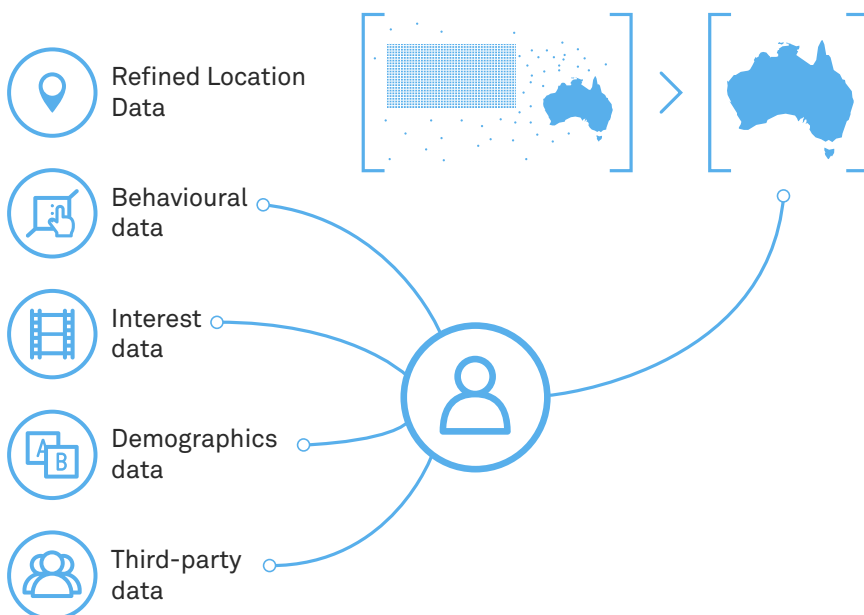 Refined Location
Data
Behavioural
data
Interest
data
Demographics
data
A
B
Third-party
data